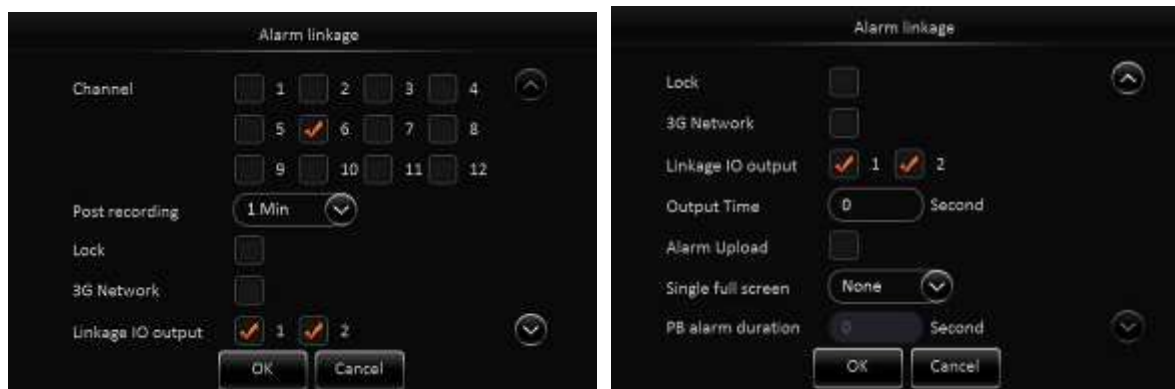 Alarm linkage
Channel 1 2 3 4
5 6 7 8
9 10 11 12
Post recording 1 Min
Lock
3G Network
Linkage IO output 1 2
OK Cancel
Alarm linkage
Lock
3G Network
Linkage IO output 1 2
Output Time 0 Second
Alarm Upload
Single full screen None
PB alarm duration 0 Second
OK Cancel